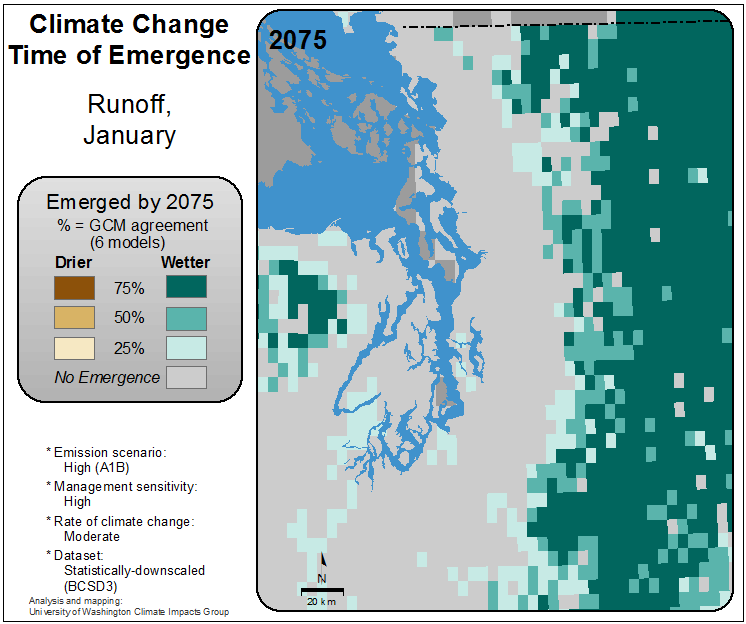 Climate Change
Time of Emergence
Runoff,
January
Emerged by 2075
% = GCM agreement
(6 models)
Drier Wetter
75%
50%
25%
No Emergence
* Emission scenario:
High (A1B)
* Management sensitivity:
High
* Rate of climate change:
Moderate
* Dataset:
Statistically-downscaled
(BCSD3)
Analysis and mapping:
University of Washington Climate Impacts Group
2075
N
20 km